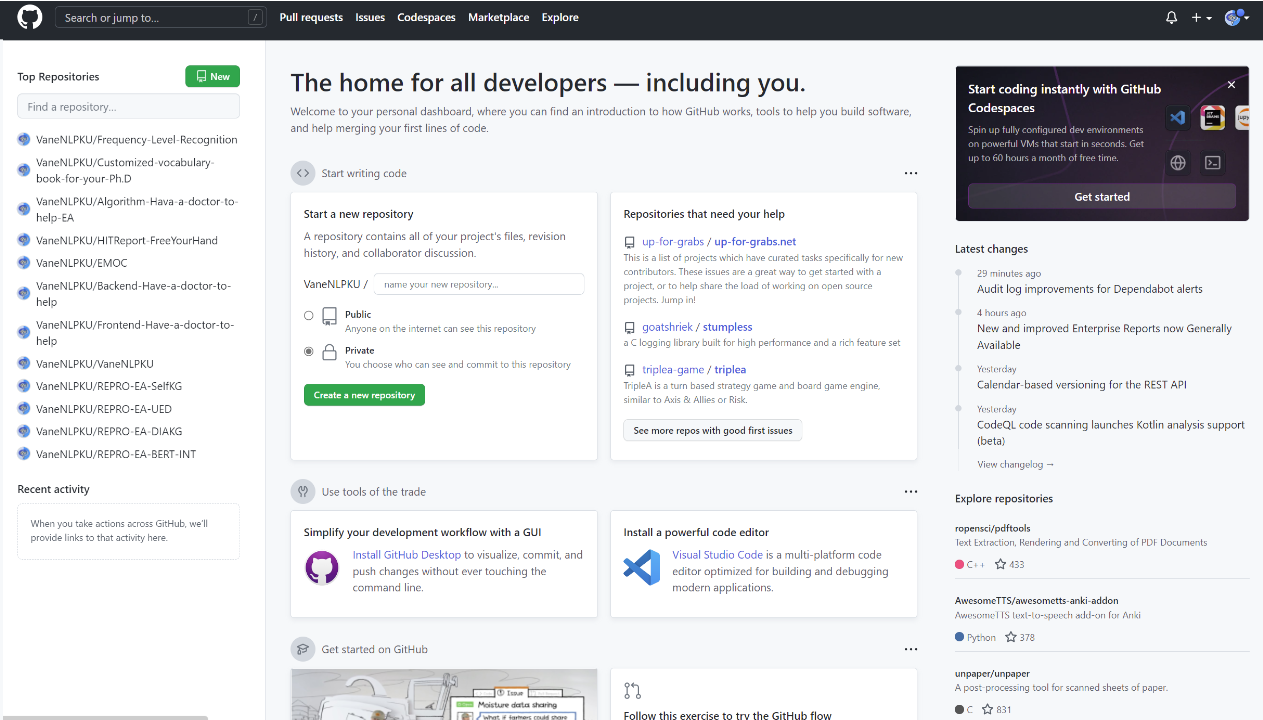 Search or jump to...
/
Pull requests
Issues
Codespaces
Marketplace
Explore
Top Repositories
New
Find a repository...
VaneNLPKU/Frequency-Level-Recognition
VaneNLPKU/Customized-vocabulary-
book-for-your-Ph.D
VaneNLPKU/Algorithm-Hava-a-doctor-to-
help-EA
VaneNLPKU/HITReport-FreeYourHand
VaneNLPKU/EMOC
VaneNLPKU/Backend-Have-a-doctor-to-
help
VaneNLPKU/Frontend-Have-a-doctor-to-
help
VaneNLPKU/VaneNLPKU
VaneNLPKU/REPRO-EA-SelfKG
VaneNLPKU/REPRO-EA-UED
VaneNLPKU/REPRO-EA-DIAKG
VaneNLPKU/REPRO-EA-BERT-INT
Recent activity
When you take actions across GitHub, we'll
provide links to that activity here.
The home for all developers — including you.
Welcome to your personal dashboard, where you can find an introduction to how GitHub works, tools to help you build software,
and help merging your first lines of code.
Start writing code
Start a new repository
A repository contains all of your project's files, revision
history, and collaborator discussion.
VaneNLPKU /
name your new repository...
Public
Anyone on the internet can see this repository
Private
You choose who can see and commit to this repository
Create a new repository
Repositories that need your help
up-for-grabs / up-for-grabs.net
This is a list of projects which have curated tasks specifically for new
contributors. These issues are a great way to get started with a
project, or to help share the load of working on open source
projects. Jump in!
goatshriek / stumpless
a C logging library built for high performance and a rich feature set
triplea-game / triplea
TripleA is a turn based strategy game and board game engine,
similar to Axis & Allies or Risk.
See more repos with good first issues
Use tools of the trade
Simplify your development workflow with a GUI
Install GitHub Desktop to visualize, commit, and
push changes without ever touching the
command line.
Install a powerful code editor
Visual Studio Code is a multi-platform code
editor optimized for building and debugging
modern applications.
Get started on GitHub
Issue
Moisture data sharing
What if farmers could share
Follow this exercise to try the GitHub flow
Start coding instantly with GitHub
Codespaces
Spin up fully configured dev environments
on powerful VMs that start in seconds. Get
up to 60 hours a month of free time.
Get started
Latest changes
29 minutes ago
Audit log improvements for Dependabot alerts
4 hours ago
New and improved Enterprise Reports now Generally
Available
Yesterday
Calendar-based versioning for the REST API
Yesterday
CodeQL code scanning launches Kotlin analysis support
(beta)
View changelog →
Explore repositories
ropensci/pdftools
Text Extraction, Rendering and Converting of PDF Documents
C++ 433
AwesomeTTS/awesometts-anki-addon
AwesomeTTS text-to-speech add-on for Anki
Python 378
unpaper/unpaper
A post-processing tool for scanned sheets of paper.
C 831